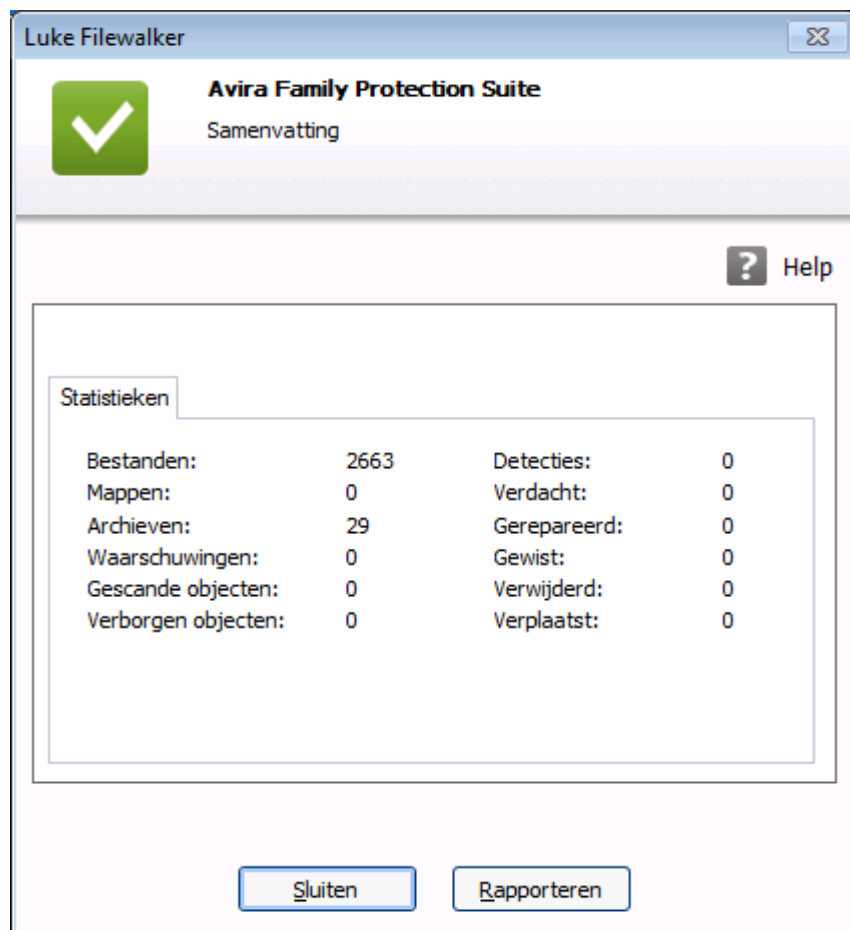 Luke Filewalker
Avira Family Protection Suite
Samenvatting
? Help
Statistieken
Bestanden: 2663 Detecties: 0
Mappen: 0 Verdacht: 0
Archieven: 29 Gerepareerd: 0
Waarschuwingen: 0 Gewist: 0
Gescande objecten: 0 Verwijderd: 0
Verborgen objecten: 0 Verplaatst: 0
Sluiten Rapporteren